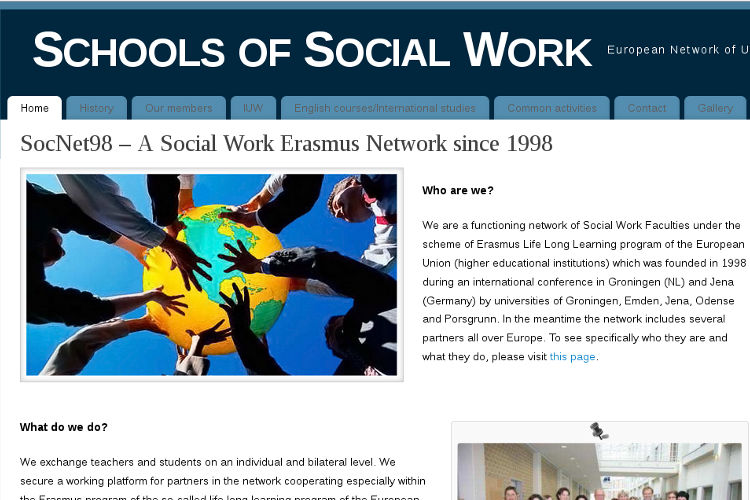 SCHOOLS OF SOCIAL WORK
European Network of U
Home
History
Our members
IUW
English courses/International studies
Common activities
Contact
Gallery
SocNet98 – A Social Work Erasmus Network since 1998
Who are we?
We are a functioning network of Social Work Faculties under the
scheme of Erasmus Life Long Learning program of the European
Union (higher educational institutions) which was founded in 1998
during an international conference in Groningen (NL) and Jena
(Germany) by universities of Groningen, Emden, Jena, Odense
and Porsgrunn. In the meantime the network includes several
partners all over Europe. To see specifically who they are and
what they do, please visit this page.
What do we do?
We exchange teachers and students on an individual and bilateral level. We
secure a working platform for partners in the network cooperating especially within
the Erasmus program of the so-called life long learning program of the European